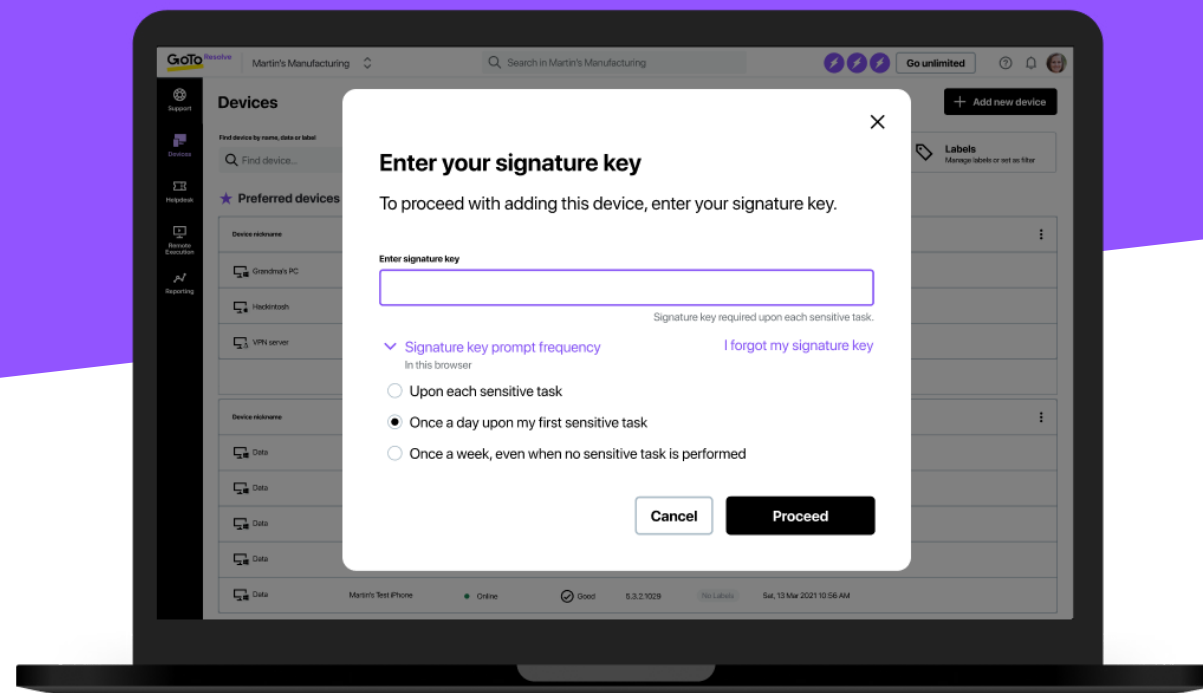 GoTo Resolve
Martin's Manufacturing
Search in Martin's Manufacturing
Go unlimited
Support
Devices
Helpdesk
Remote
Execution
Reporting
Devices
Add new device
Find device by name, date or label
Find device...
Labels
Manage labels or set as filter
Preferred devices
Device nickname
Grandma's PC
Hackintosh
VPN server
Device nickname
Data
Data
Data
Data
Data Martin's Test iPhone Online Good 5.3.2.1029 No Labels Sat, 13 Mar 2021 10:56 AM
Enter your signature key
To proceed with adding this device, enter your signature key.
Enter signature key
Signature key required upon each sensitive task.
Signature key prompt frequency
In this browser
I forgot my signature key
Upon each sensitive task
Once a day upon my first sensitive task
Once a week, even when no sensitive task is performed
Cancel
Proceed